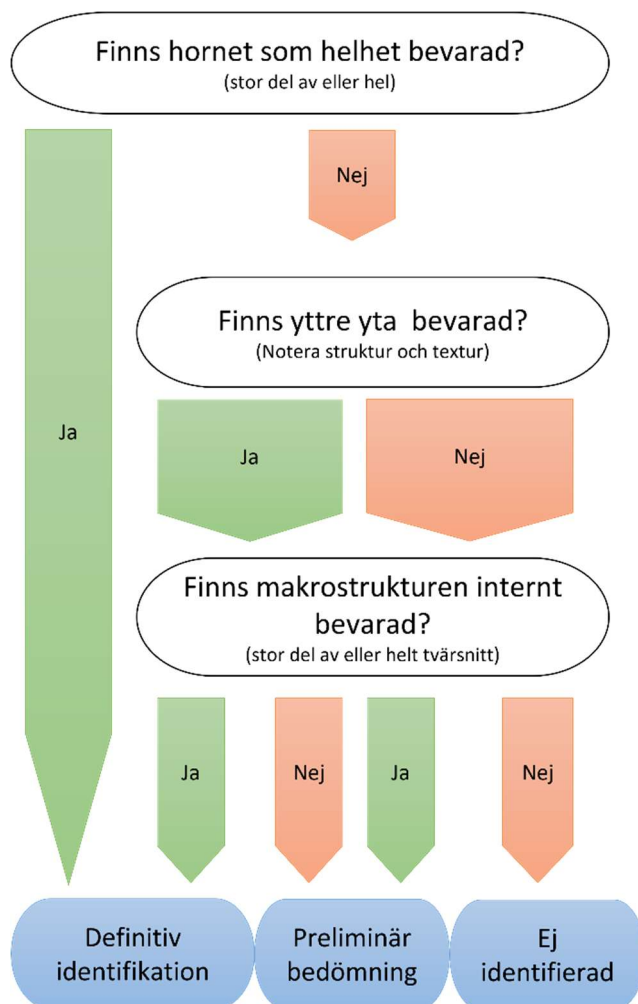 Finns hornet som helhet bevarad?
(stor del av eller hel)
Ja
Nej
Finns yttre yta bevarad?
(Notera struktur och textur)
Ja
Nej
Finns makrostrukturen internt
bevarad?
(stor del av eller helt tvärsnitt)
Ja
Nej
Ja
Nej
Definitiv
identifikation
Preliminär
bedömning
Ej
identifierad